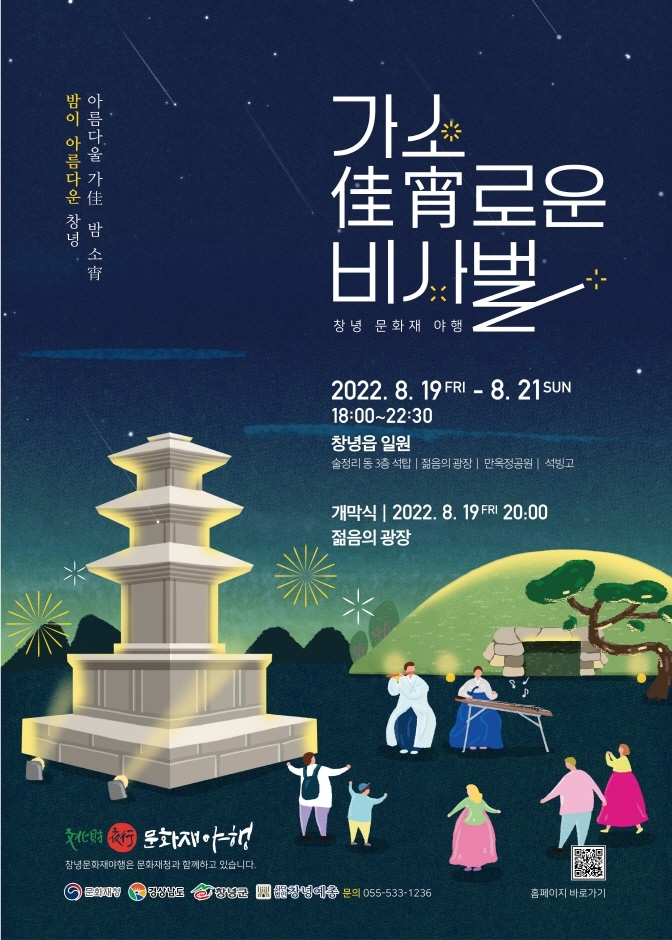 아름다울 가佳 밤 소宵
밤이 아름다운 창녕
가소
佳宵로운
비사벌
창녕 문화재 야행
2022. 8. 19 FRI - 8. 21 SUN
18:00~22:30
창녕읍 일원
술정리 동 3층 석탑 | 젊음의 광장 | 만옥정공원 | 석빙고
개막식 | 2022. 8. 19 FRI 20:00
젊음의 광장
文化財 夜行 문화재야행
창녕문화재야행은 문화재청과 함께하고 있습니다.
문화재청 경상남도 창녕군 창녕예총 문의 055-533-1236
홈페이지 바로가기